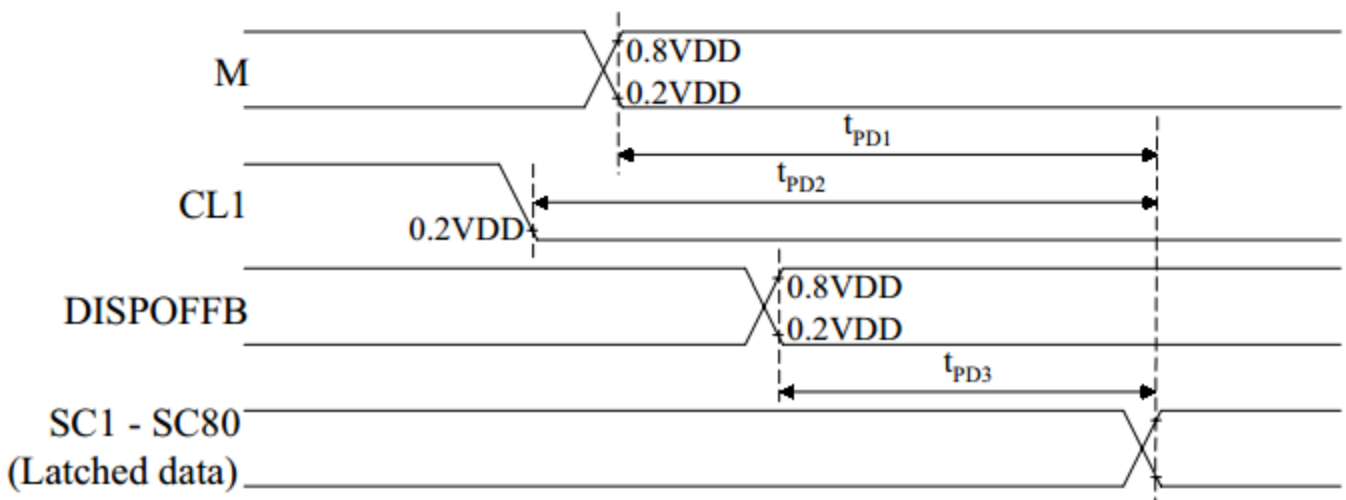 M
0.8VDD
0.2VDD
tPD1
tPD2
CL1
0.2VDD
DISPOFFB
0.8VDD
0.2VDD
tPD3
SC1 - SC80
(Latched data)